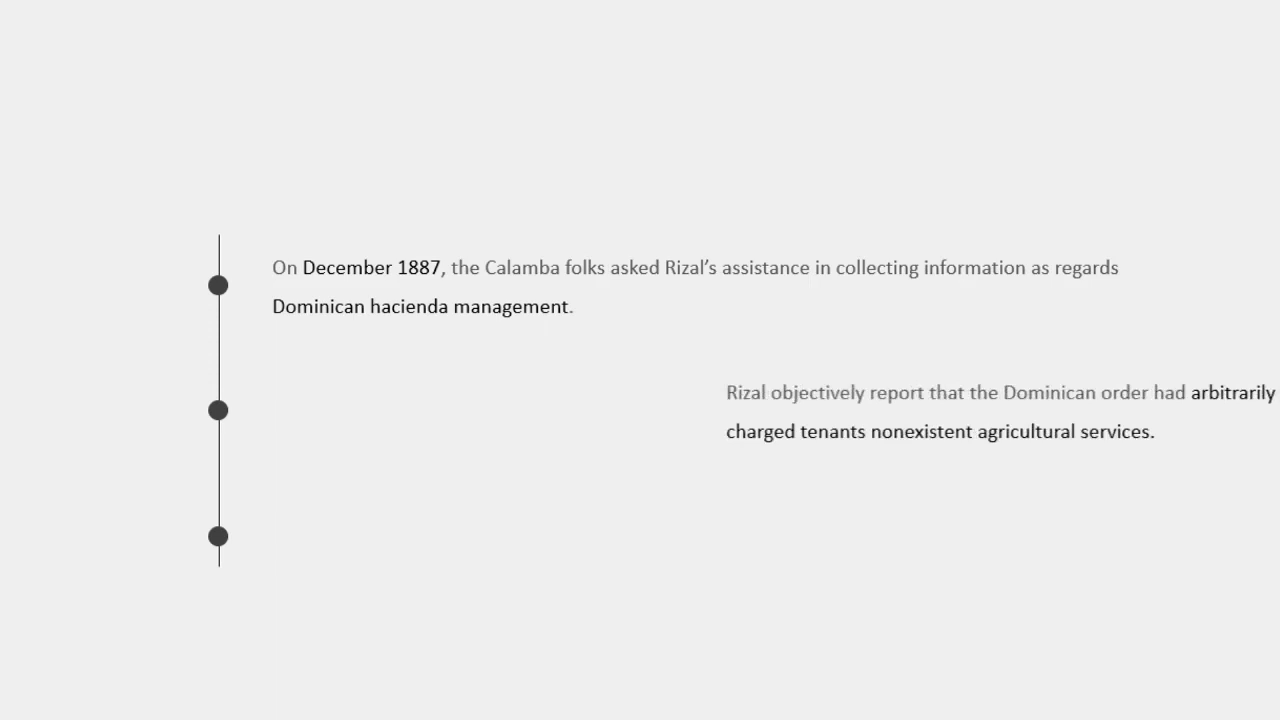 On December 1887, the Calamba folks asked Rizal’s assistance in collecting information as regards
Dominican hacienda management.
Rizal objectively report that the Dominican order had arbitrarily
charged tenants nonexistent agricultural services.